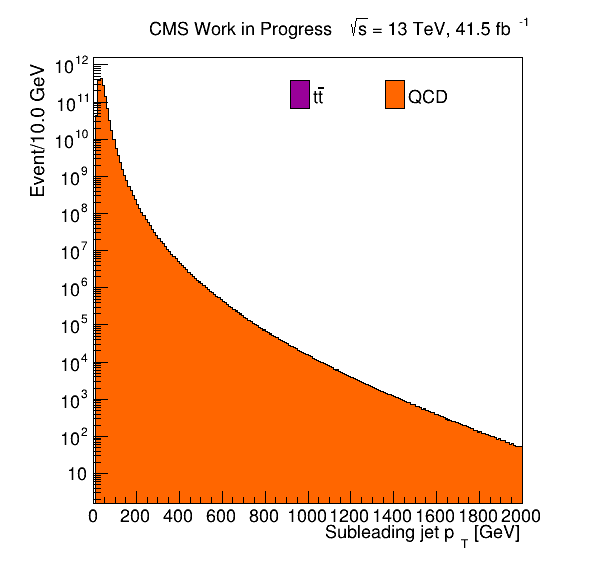 CMS Work in Progress √s = 13 TeV, 41.5 fb⁻¹
tt̅ QCD
Event/10.0 GeV
10¹²
10¹¹
10¹⁰
10⁹
10⁸
10⁷
10⁶
10⁵
10⁴
10³
10²
10
0 200 400 600 800 1000 1200 1400 1600 1800 2000
Subleading jet p_T [GeV]